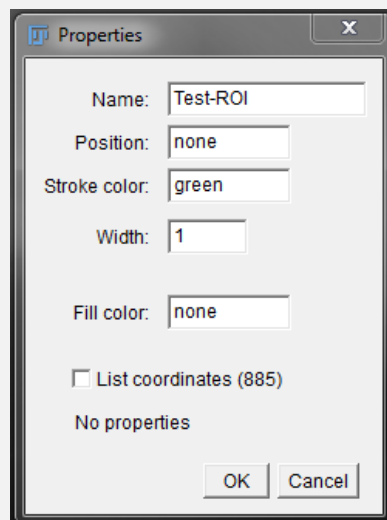 Properties
X
Name: Test-ROI
Position: none
Stroke color: green
Width: 1
Fill color: none
List coordinates (885)
No properties
OK Cancel